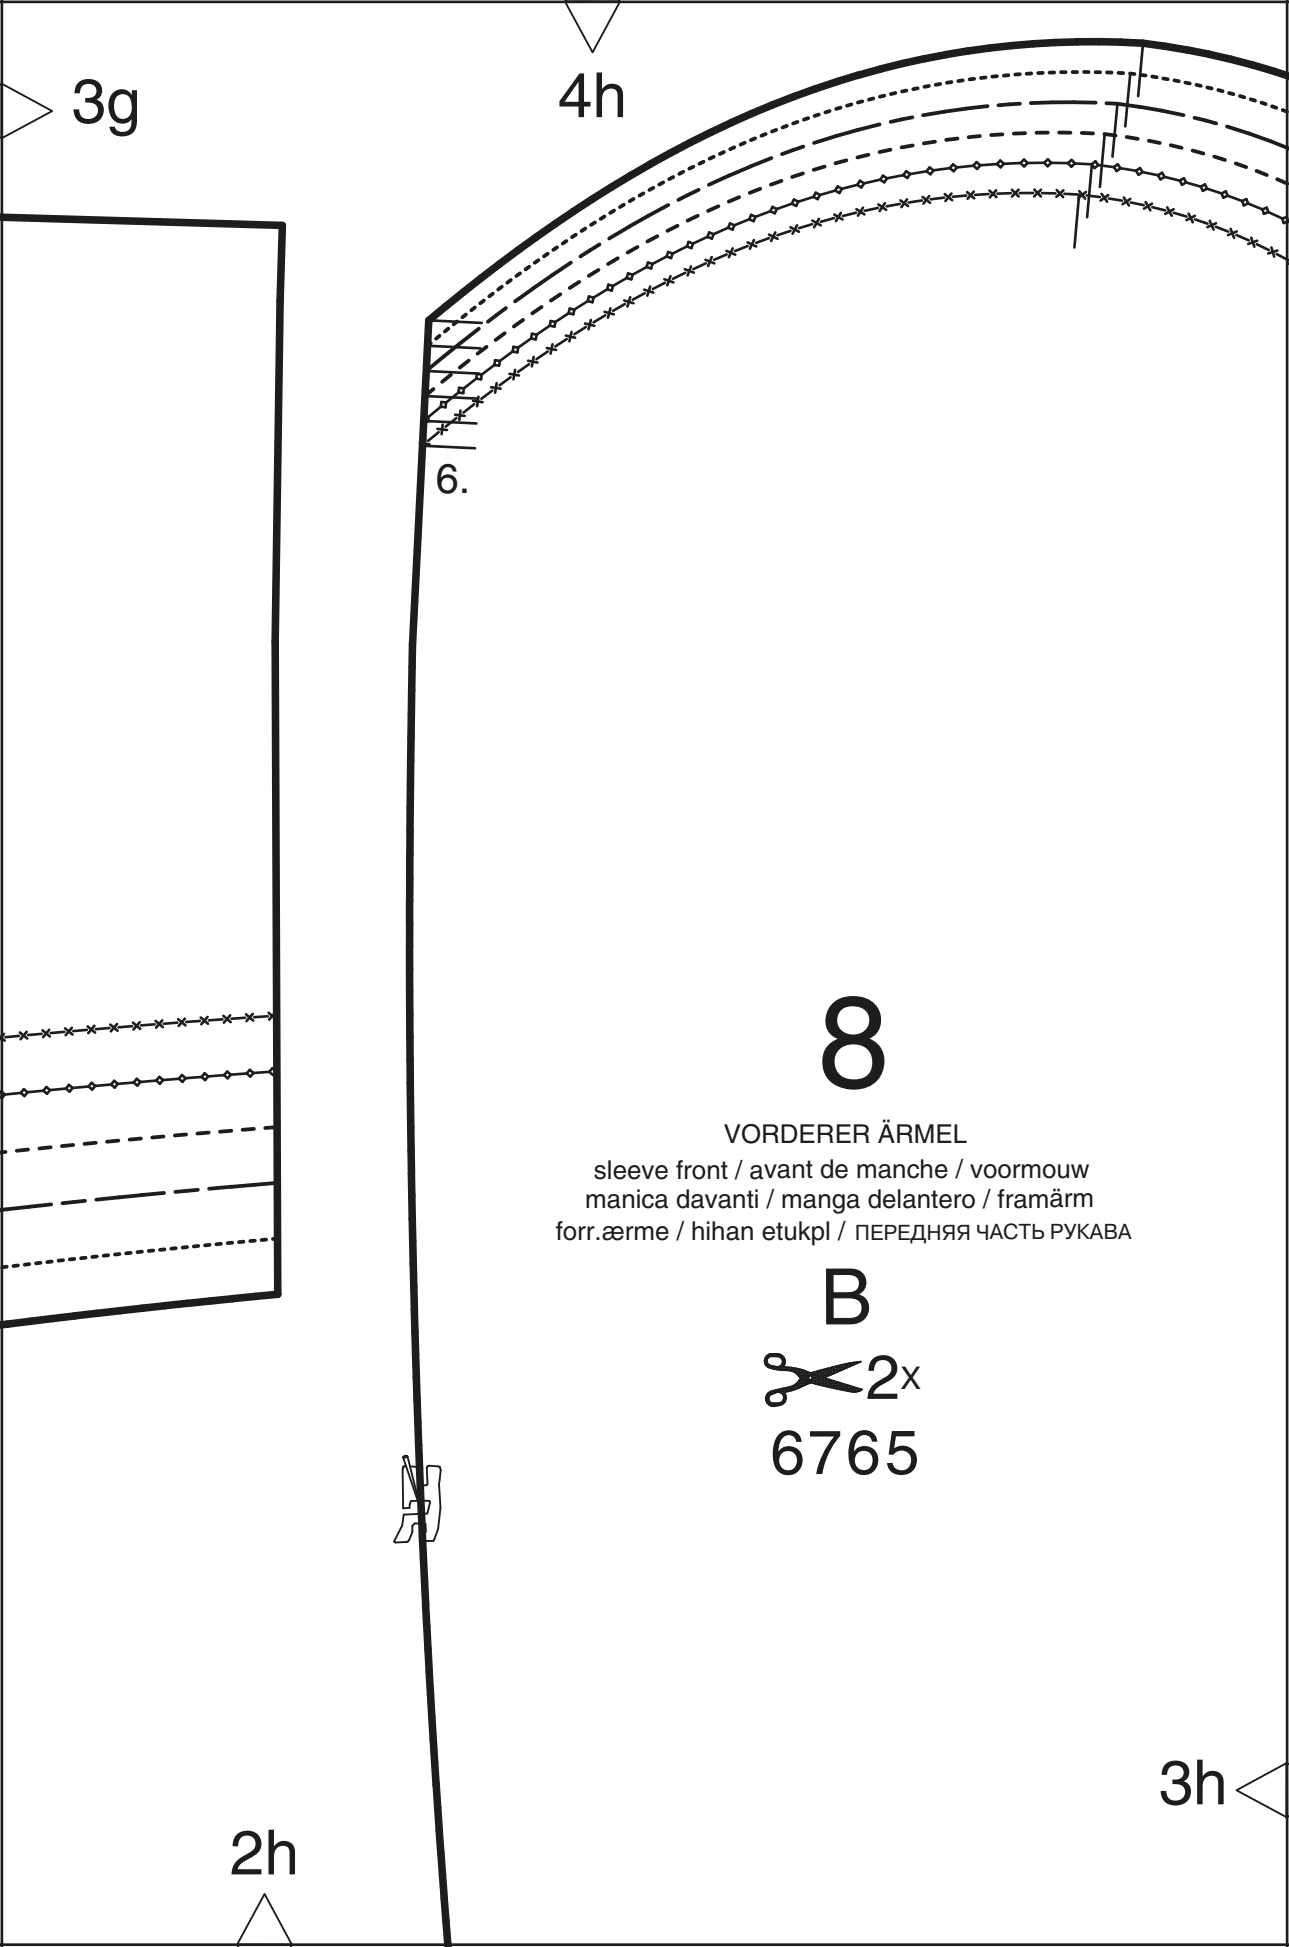 4h
3g
6.
8
VORDERER ÄRMEL
sleeve front / avant de manche / voormouw
manica davanti / manga delantero / framärm
forr.ærme / hihan etukpl / ПЕРЕДНЯЯ ЧАСТЬ РУКАВА
B
2x
6765
3h
2h